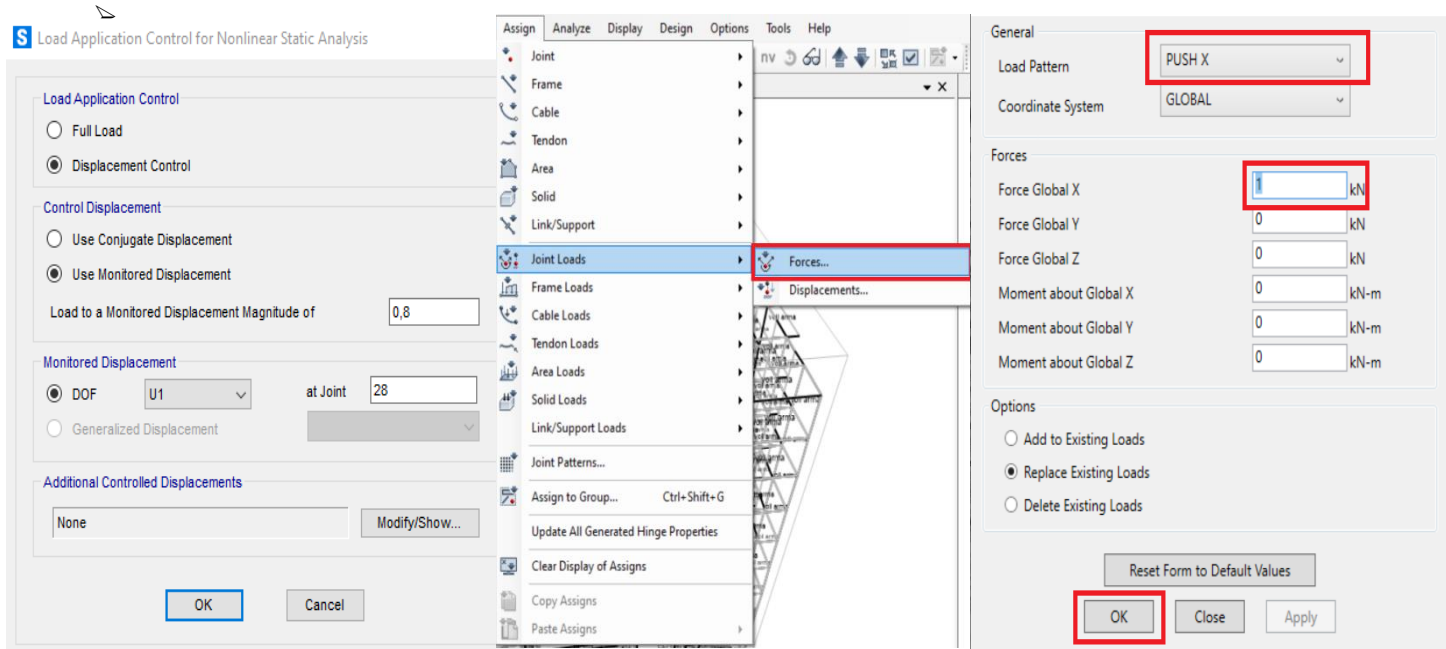 S Load Application Control for Nonlinear Static Analysis
Load Application Control
Full Load
Displacement Control
Control Displacement
Use Conjugate Displacement
Use Monitored Displacement
Load to a Monitored Displacement Magnitude of 0,8
Monitored Displacement
DOF U1 at Joint 28
Generalized Displacement
Additional Controlled Displacements
None Modify/Show...
OK Cancel
Assign Analyze Display Design Options Tools Help
Joint
nv
Frame
Cable
Tendon
Area
Solid
Link/Support
Joint Loads
Forces...
Frame Loads
Displacements...
Cable Loads
Tendon Loads
Area Loads
Solid Loads
Link/Support Loads
Joint Patterns...
Assign to Group... Ctrl+Shift+G
Update All Generated Hinge Properties
Clear Display of Assigns
Copy Assigns
Paste Assigns
General
Load Pattern PUSH X
Coordinate System GLOBAL
Forces
Force Global X 1 kN
Force Global Y 0 kN
Force Global Z 0 kN
Moment about Global X 0 kN-m
Moment about Global Y 0 kN-m
Moment about Global Z 0 kN-m
Options
Add to Existing Loads
Replace Existing Loads
Delete Existing Loads
Reset Form to Default Values
OK Close Apply